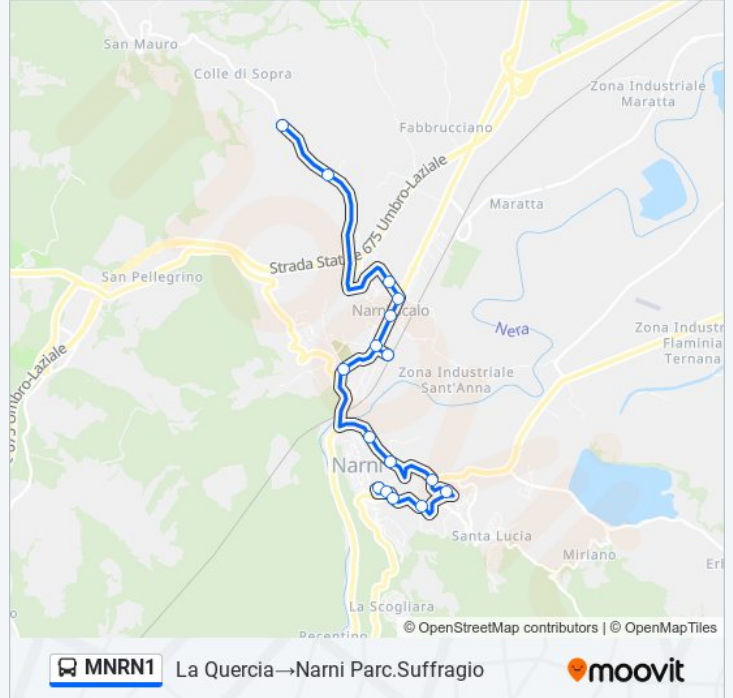 San Mauro
Colle di Sopra
Zona Industriale
Maratta
Fabbrucciano
Strada Statale 675 Umbro-Laziale
Maratta
San Pellegrino
Nera
Zona Industr
Flaminia
Ternana
Zona Industriale
Sant'Anna
675 Umbro-Laziale
Narni
Santa Lucia
Miriano
La Scogliara
Pecentino
© OpenStreetMap contributors | © OpenMapTiles
MNRN1 La Quercia→Narni Parc.Suffragio
moovit